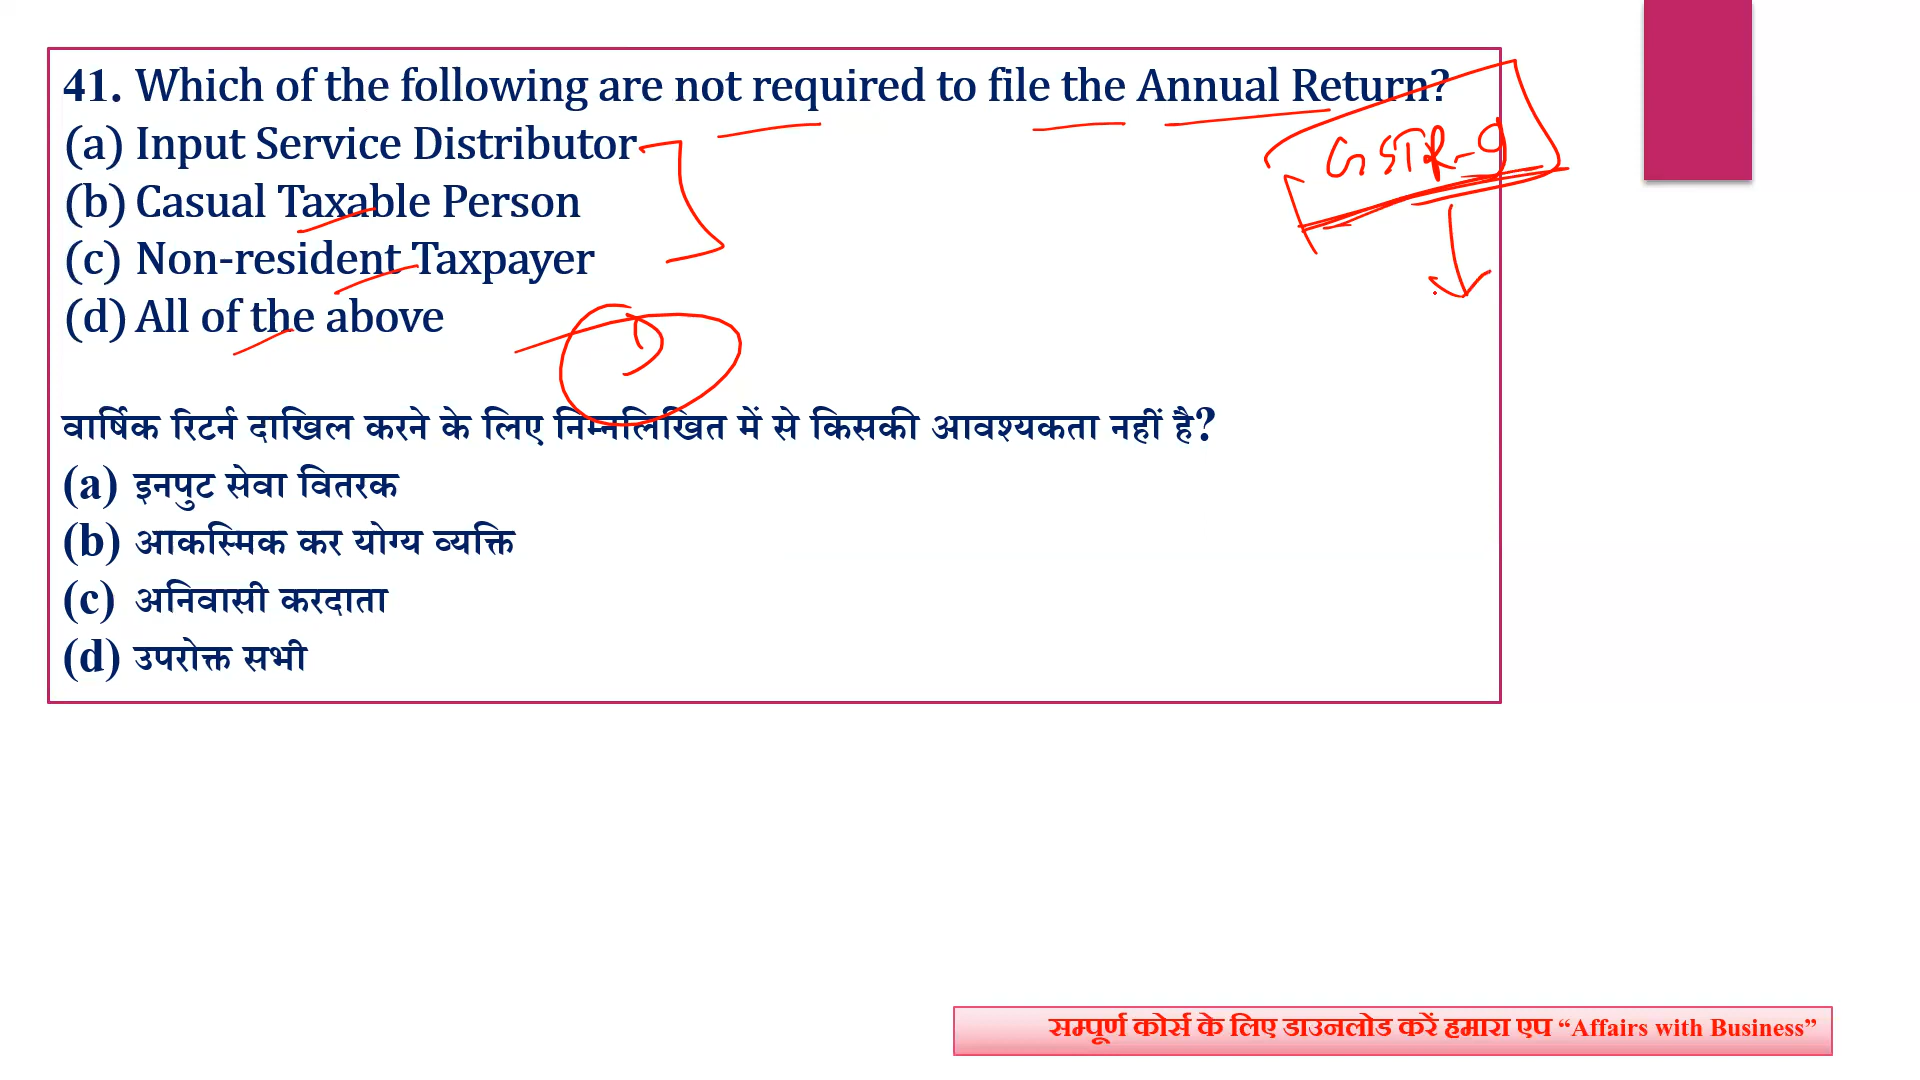 41. Which of the following are not required to file the Annual Return?
(a) Input Service Distributor
(b) Casual Taxable Person
(c) Non-resident Taxpayer
(d) All of the above
GSTR-9
D
वार्षिक रिटर्न दाखिल करने के लिए निम्नलिखित में से किसकी आवश्यकता नहीं है?
(a) इनपुट सेवा वितरक
(b) आकस्मिक कर योग्य व्यक्ति
(c) अनिवासी करदाता
(d) उपरोक्त सभी
सम्पूर्ण कोर्स के लिए डाउनलोड करें हमारा एप “Affairs with Business”